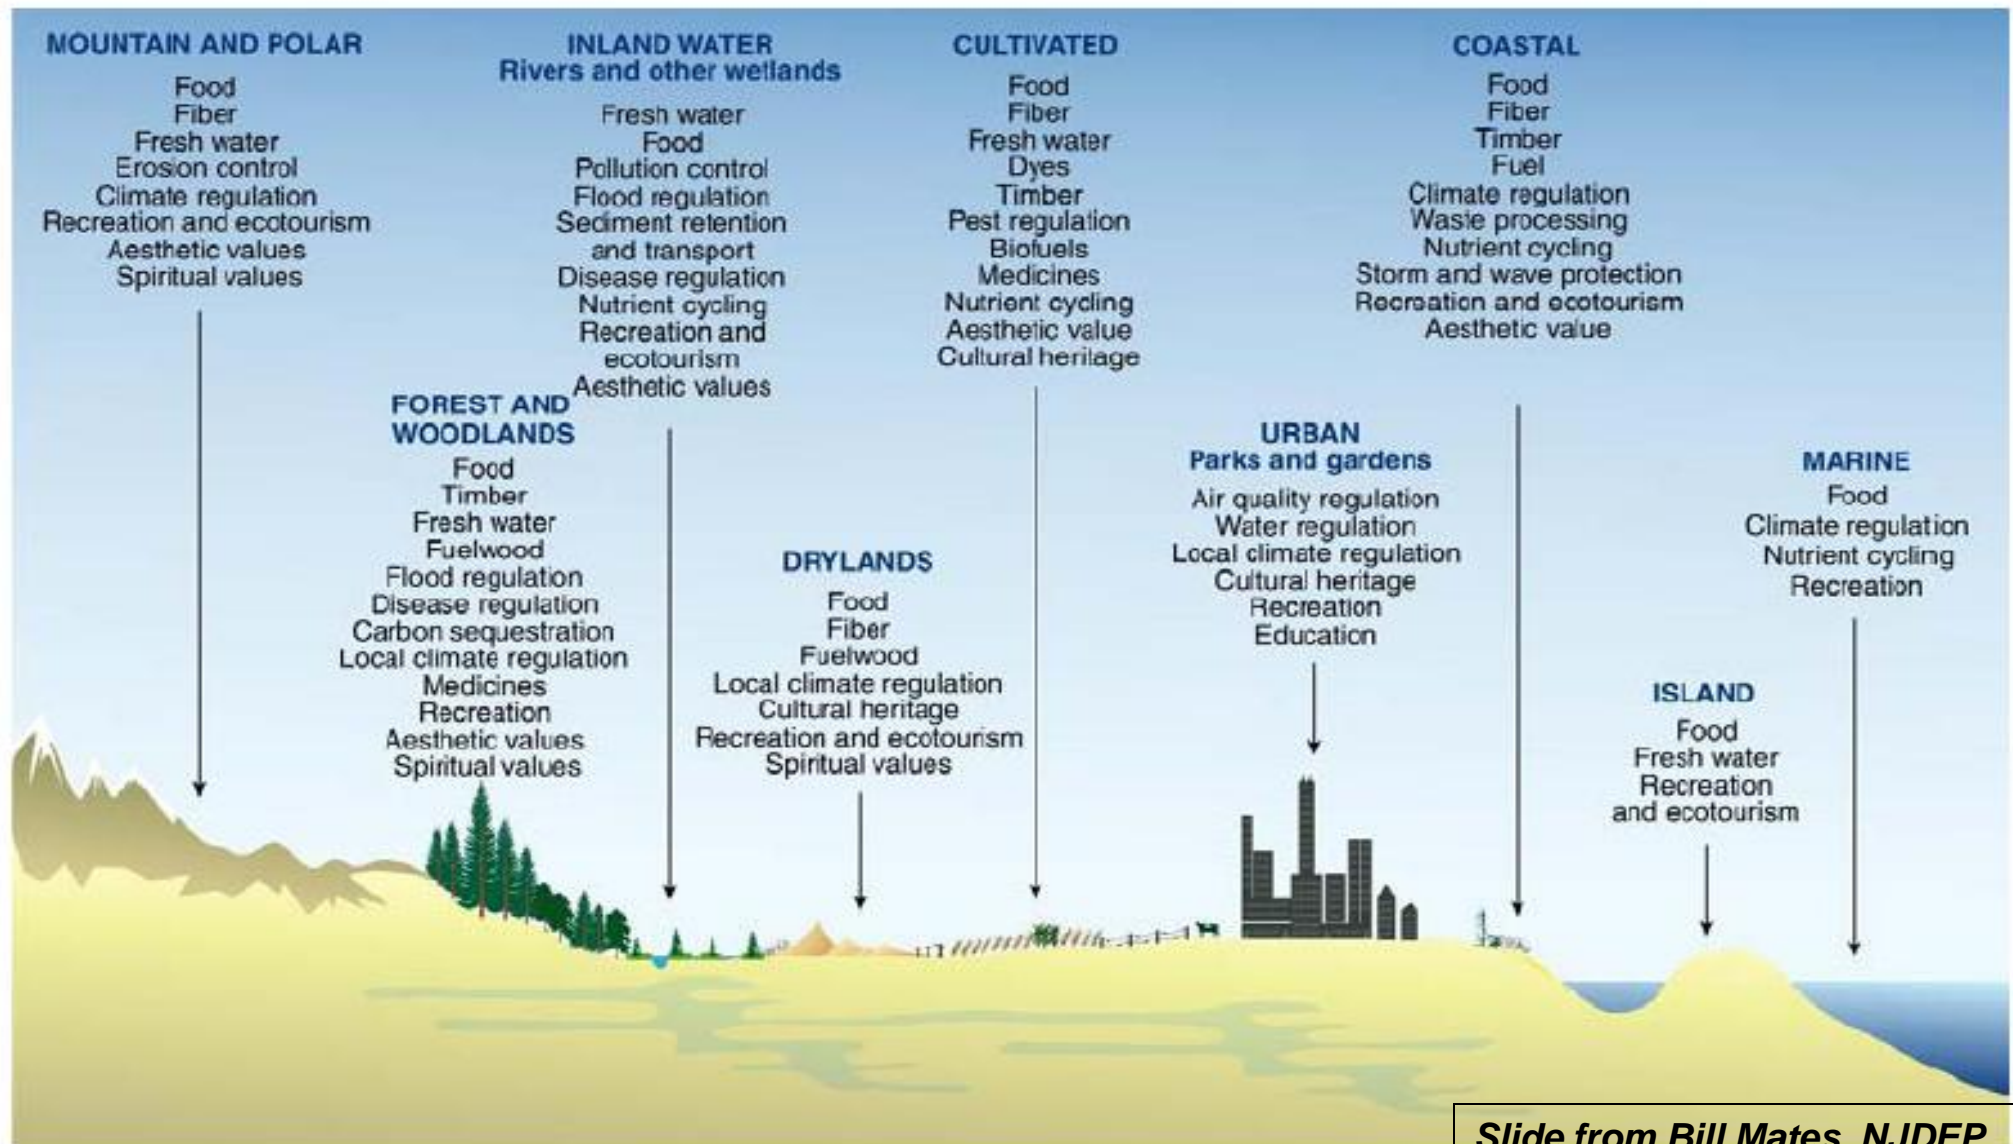 MOUNTAIN AND POLAR
Food
Fiber
Fresh water
Erosion control
Climate regulation
Recreation and ecotourism
Aesthetic values
Spiritual values
INLAND WATER
Rivers and other wetlands
Fresh water
Food
Pollution control
Flood regulation
Sediment retention
and transport
Disease regulation
Nutrient cycling
Recreation and
ecotourism
Aesthetic values
CULTIVATED
Food
Fiber
Fresh water
Dyes
Timber
Pest regulation
Biofuels
Medicines
Nutrient cycling
Aesthetic value
Cultural heritage
COASTAL
Food
Fiber
Timber
Fuel
Climate regulation
Waste processing
Nutrient cycling
Storm and wave protection
Recreation and ecotourism
Aesthetic value
FOREST AND
WOODLANDS
Food
Timber
Fresh water
Fuelwood
Flood regulation
Disease regulation
Carbon sequestration
Local climate regulation
Medicines
Recreation
Aesthetic values
Spiritual values
DRYLANDS
Food
Fiber
Fuelwood
Local climate regulation
Cultural heritage
Recreation and ecotourism
Spiritual values
URBAN
Parks and gardens
Air quality regulation
Water regulation
Local climate regulation
Cultural heritage
Recreation
Education
MARINE
Food
Climate regulation
Nutrient cycling
Recreation
ISLAND
Food
Fresh water
Recreation
and ecotourism
Slide from Bill Mates, NJDEP